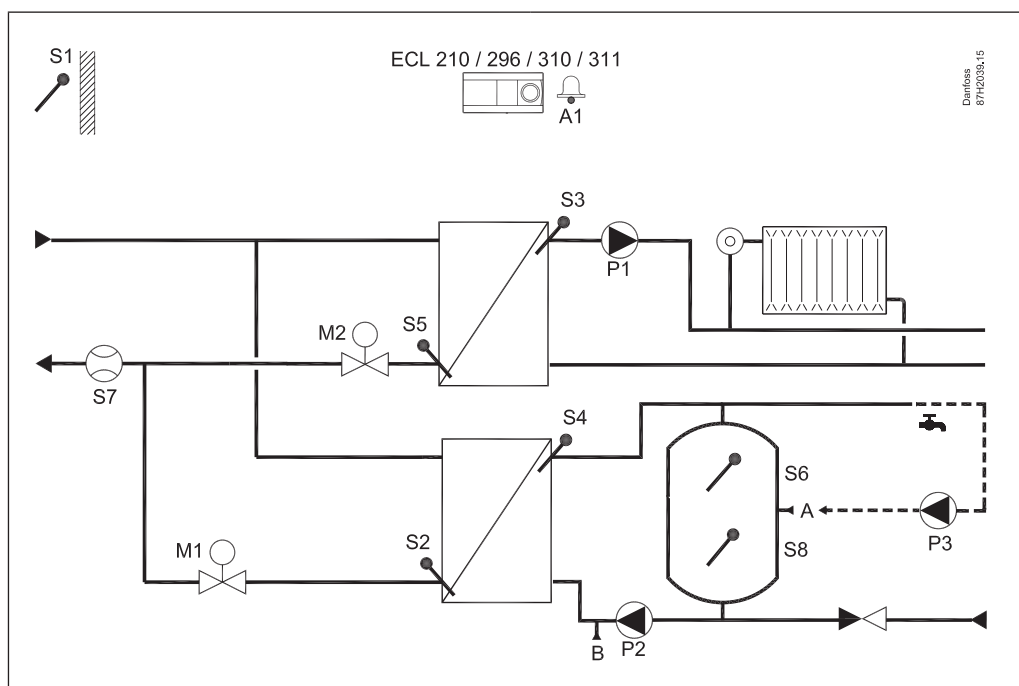 S1
ECL 210 / 296 / 310 / 311
A1
Danfoss
87H2039.15
S3
P1
M2
S5
S7
S4
S6
A
S8
P3
M1
S2
B
P2